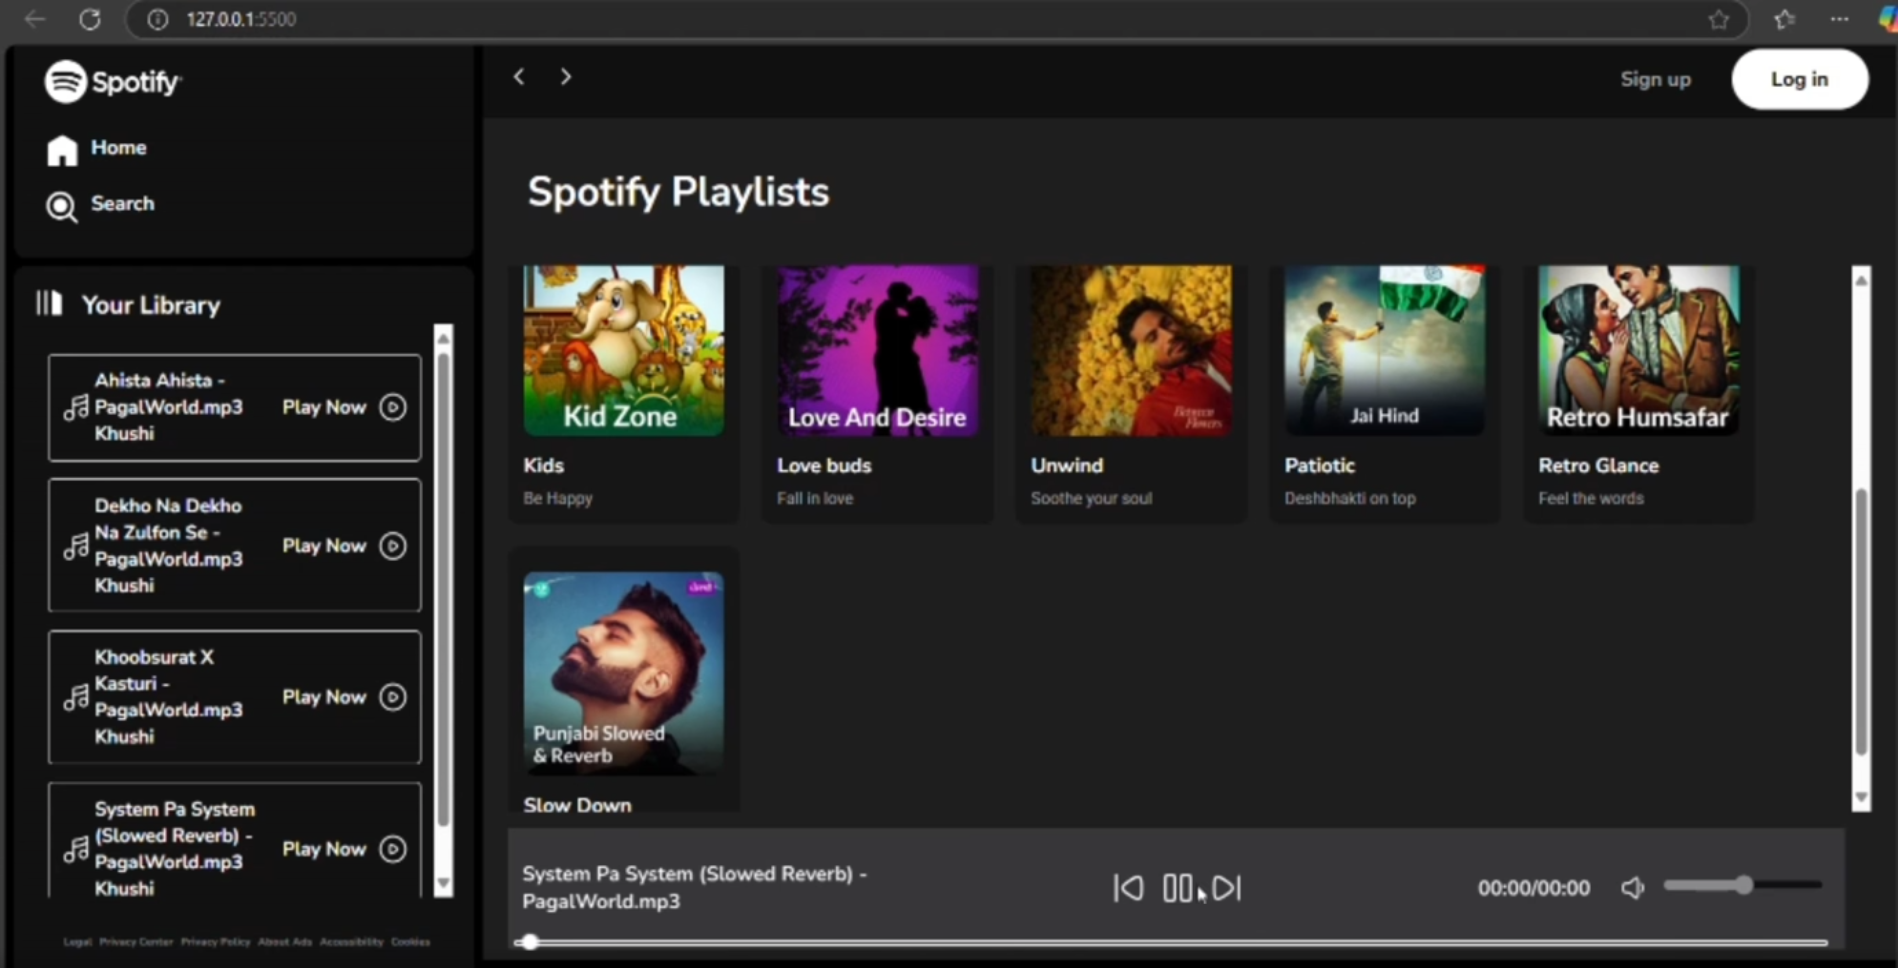 127.0.0.1:5500
Spotify
Home
Search
Your Library
Ahista Ahista -
PagalWorld.mp3
Khushi
Play Now
Dekho Na Dekho
Na Zulfon Se -
PagalWorld.mp3
Khushi
Play Now
Khoobsurat X
Kasturi -
PagalWorld.mp3
Khushi
Play Now
System Pa System
(Slowed Reverb) -
PagalWorld.mp3
Khushi
Play Now
Legal Privacy Center Privacy Policy About Ads Accessibility Cookies
Sign up
Log in
Spotify Playlists
Kid Zone
Kids
Be Happy
Love And Desire
Love buds
Fall in love
Between
Flowers
Unwind
Soothe your soul
Jai Hind
Patiotic
Deshbhakti on top
Retro Humsafar
Retro Glance
Feel the words
Punjabi Slowed
& Reverb
Slow Down
System Pa System (Slowed Reverb) -
PagalWorld.mp3
00:00/00:00